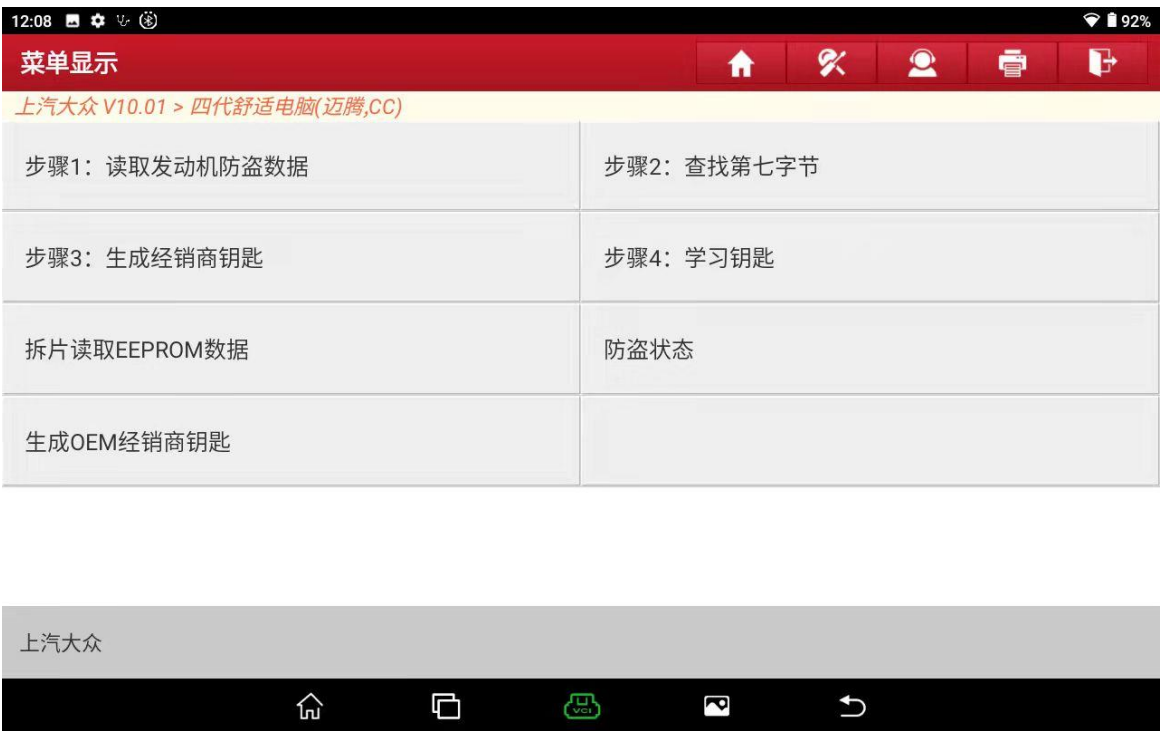 12:08
92%
菜单显示
上汽大众 V10.01 > 四代舒适电脑(迈腾,CC)
步骤1：读取发动机防盗数据
步骤2：查找第七字节
步骤3：生成经销商钥匙
步骤4：学习钥匙
拆片读取EEPROM数据
防盗状态
生成OEM经销商钥匙
上汽大众
VCI